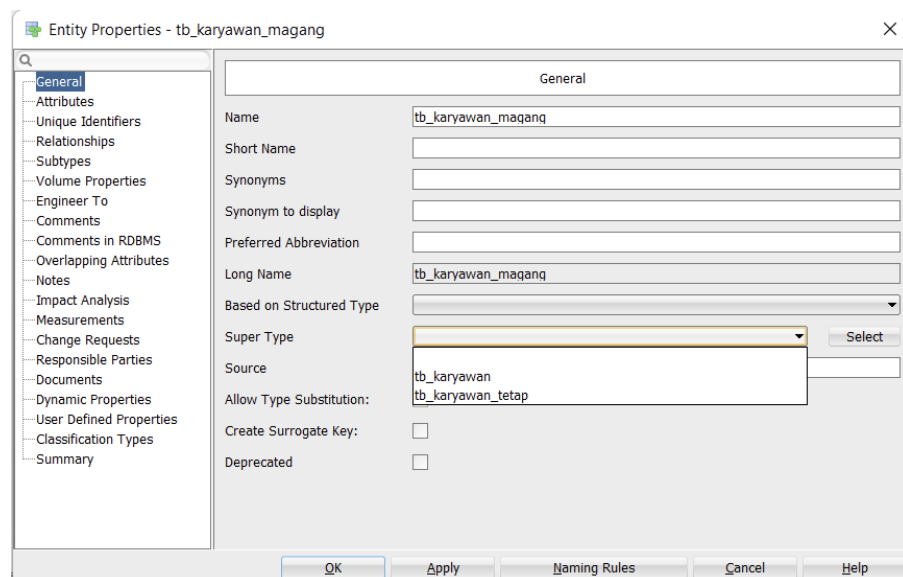 Entity Properties - tb_karyawan_magang
General
Attributes
Unique Identifiers
Relationships
Subtypes
Volume Properties
Engineer To
Comments
Comments in RDBMS
Overlapping Attributes
Notes
Impact Analysis
Measurements
Change Requests
Responsible Parties
Documents
Dynamic Properties
User Defined Properties
Classification Types
Summary
General
Name tb_karyawan_magang
Short Name
Synonyms
Synonym to display
Preferred Abbreviation
Long Name tb_karyawan_magang
Based on Structured Type
Super Type Select
Source
tb_karyawan
tb_karyawan_tetap
Allow Type Substitution:
Create Surrogate Key:
Deprecated
OK Apply Naming Rules Cancel Help